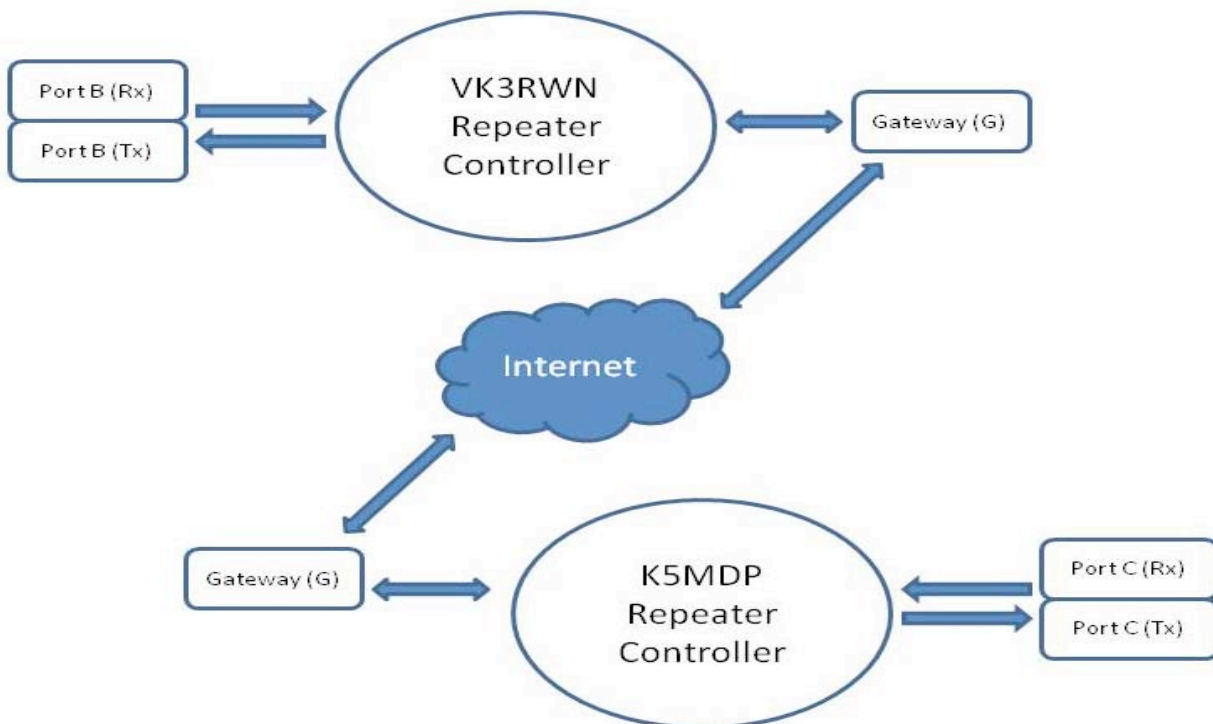 Port B (Rx)
Port B (Tx)
VK3RWN
Repeater
Controller
Gateway (G)
Internet
Gateway (G)
K5MDP
Repeater
Controller
Port C (Rx)
Port C (Tx)